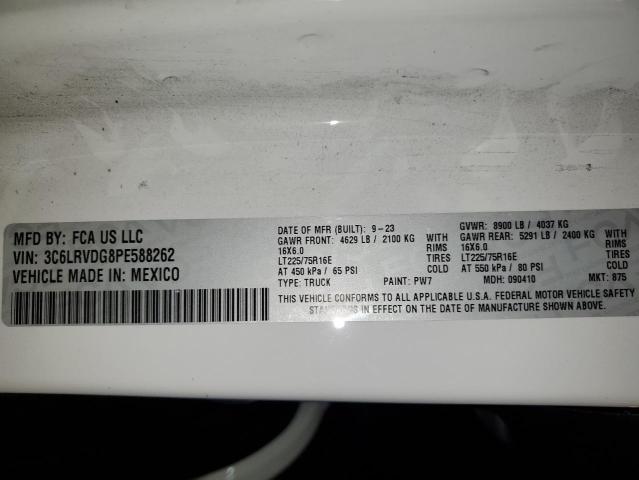 MFD BY: FCA US LLC
VIN: 3C6LRVDG8PE588262
VEHICLE MADE IN: MEXICO
DATE OF MFR (BUILT): 9-23 GVWR: 8900 LB / 4037 KG
GAWR FRONT: 4629 LB / 2100 KG WITH GAWR REAR: 5291 LB / 2400 KG WITH
16X6.0 RIMS 16X6.0 RIMS
LT225/75R16E TIRES LT225/75R16E TIRES
AT 450 kPa / 65 PSI COLD AT 550 kPa / 80 PSI COLD
TYPE: TRUCK PAINT: PW7 MDH: 090410 MKT: 875
THIS VEHICLE CONFORMS TO ALL APPLICABLE U.S.A. FEDERAL MOTOR VEHICLE SAFETY
STANDARDS IN EFFECT ON THE DATE OF MANUFACTURE SHOWN ABOVE.